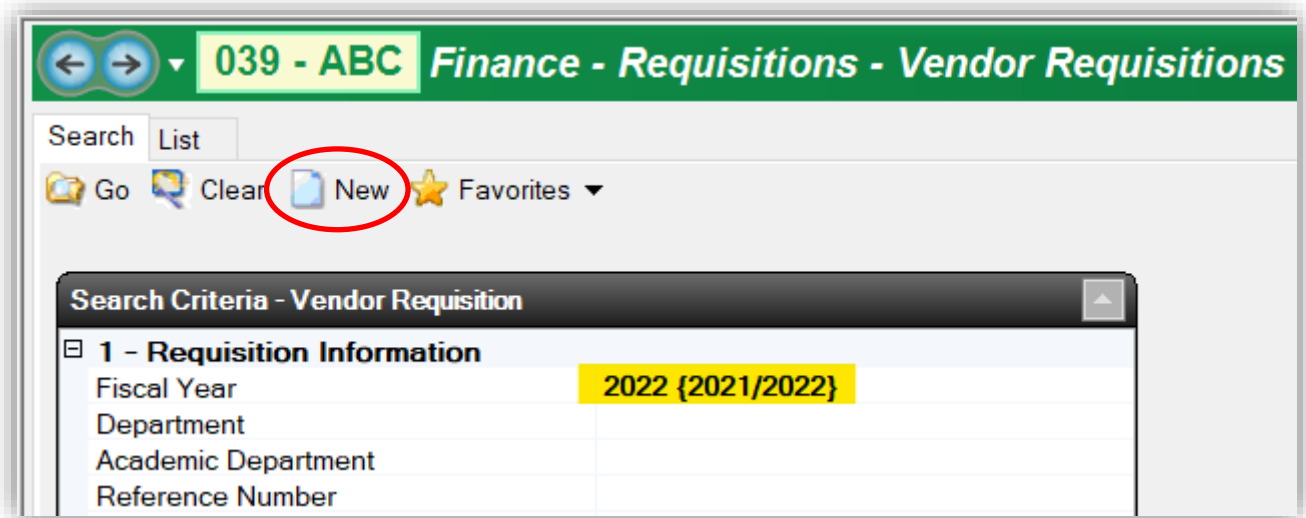 039 - ABC Finance - Requisitions - Vendor Requisitions
Search List
Go Clear New Favorites
Search Criteria - Vendor Requisition
1 - Requisition Information
Fiscal Year 2022 {2021/2022}
Department
Academic Department
Reference Number